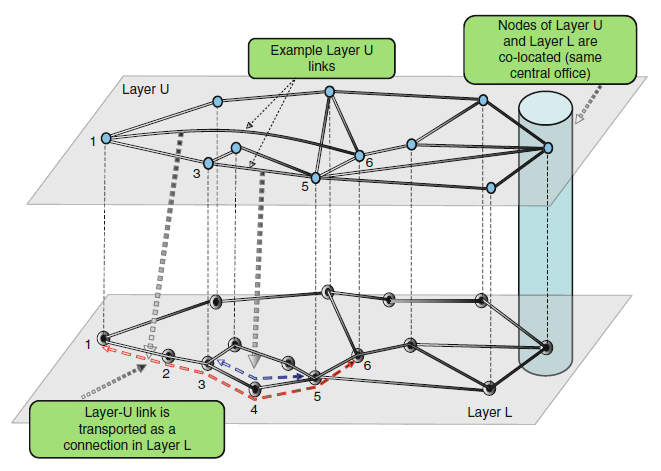 Nodes of Layer U
and Layer L are
co-located (same
central office)
Example Layer U
links
Layer U
1
3
5
6
1
2
3
4
5
6
Layer L
Layer-U link is
transported as a
connection in Layer L